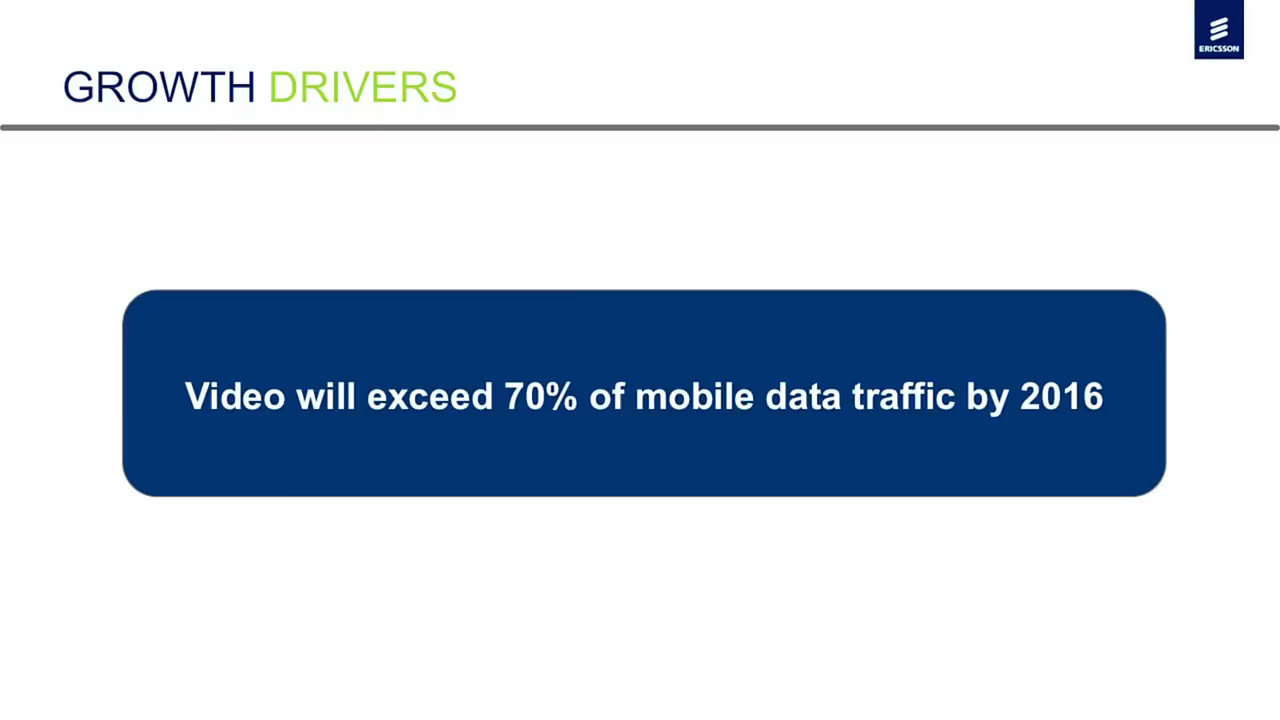 ERICSSON
GROWTH DRIVERS
Video will exceed 70% of mobile data traffic by 2016